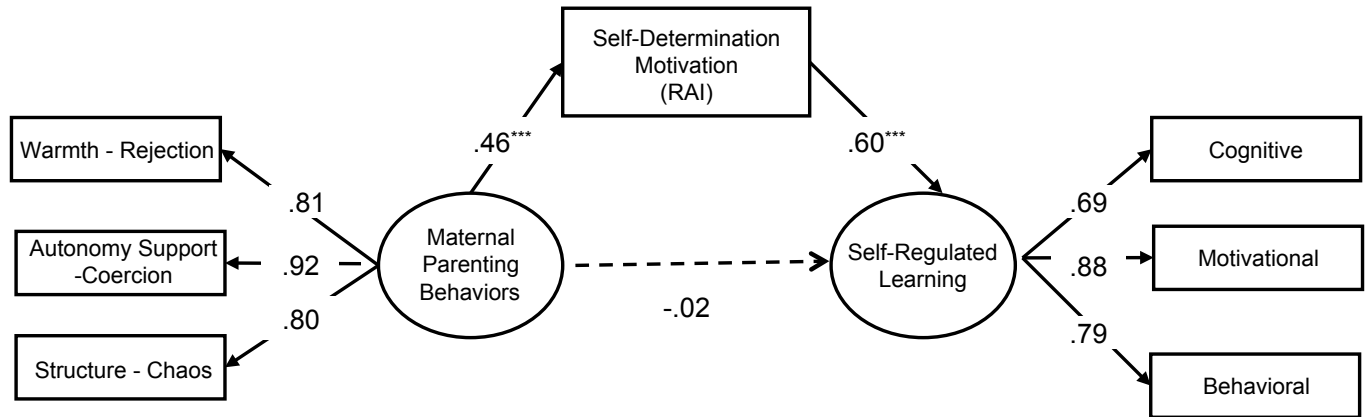 Self-Determination
Motivation
(RAI)
.46***
.60***
Warmth - Rejection
Autonomy Support
-Coercion
Structure - Chaos
.81
.92
.80
Maternal
Parenting
Behaviors
-.02
Self-Regulated
Learning
.69
.88
.79
Cognitive
Motivational
Behavioral